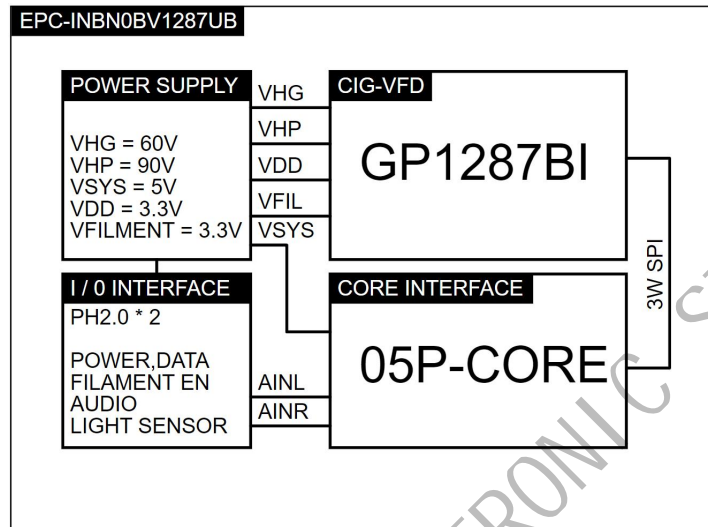 EPC-INBN0BV1287UB
POWER SUPPLY
VHG = 60V
VHP = 90V
VSYS = 5V
VDD = 3.3V
VFILMENT = 3.3V
VHG
VHP
VDD
VFIL
VSYS
CIG-VFD
GP1287BI
3W SPI
I / 0 INTERFACE
PH2.0 * 2
POWER,DATA
FILAMENT EN
AUDIO
LIGHT SENSOR
AINL
AINR
CORE INTERFACE
05P-CORE